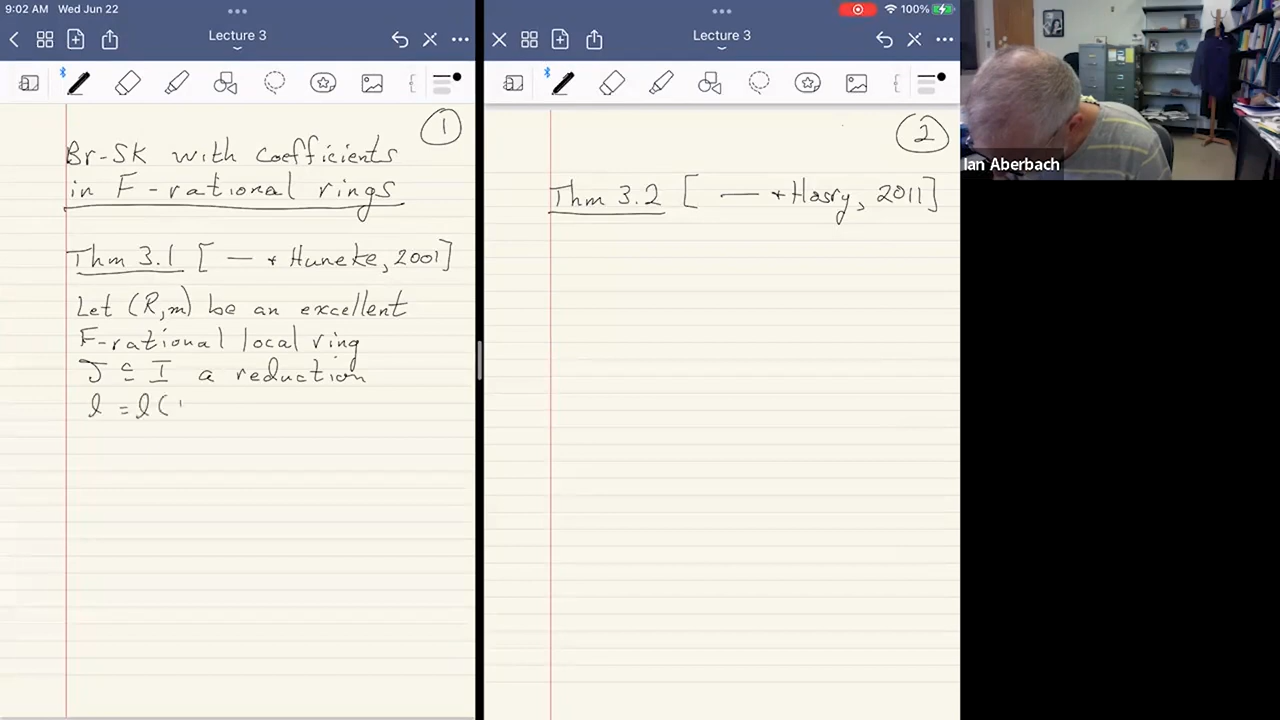 9:02 AM Wed Jun 22
100%
Lecture 3
Lecture 3
1
Br-SK with coefficients
in F-rational rings
Thm 3.1 [ — + Huneke, 2001]
Let (R,m) be an excellent
F-rational local ring
J ⊆ I a reduction
l = l(
2
Thm 3.2 [ — + Hosry, 2011]
Ian Aberbach